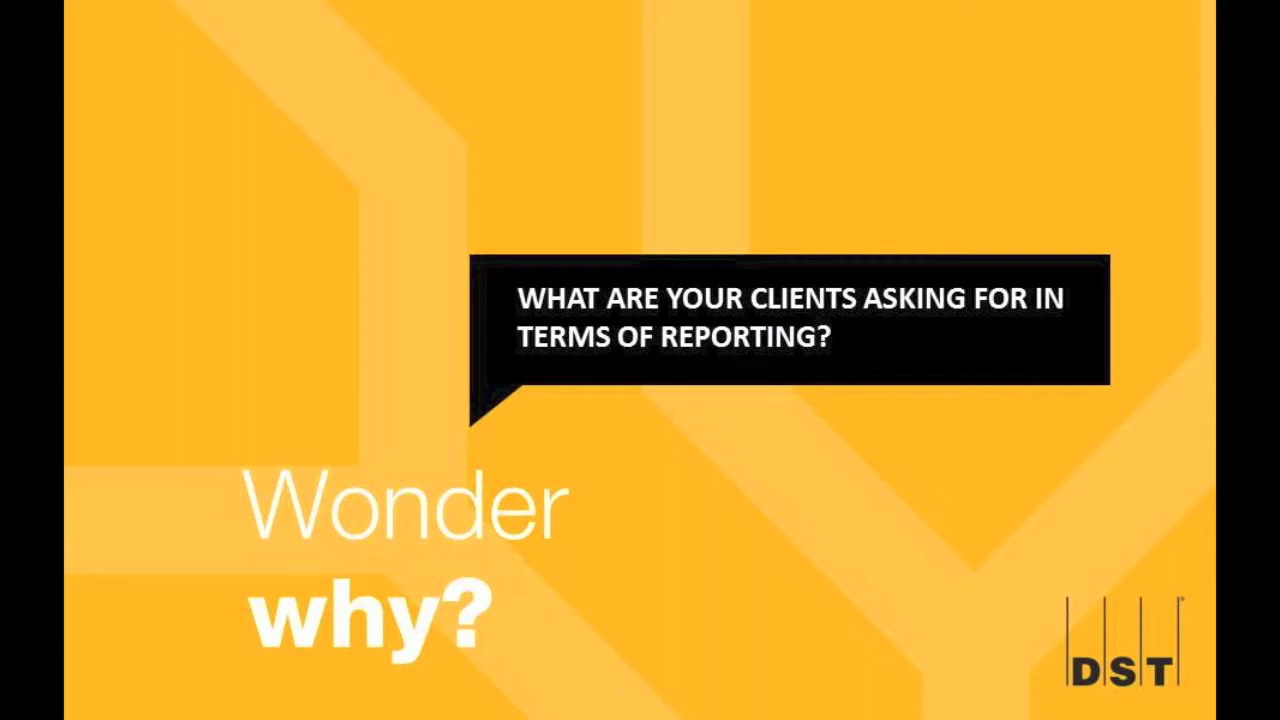 WHAT ARE YOUR CLIENTS ASKING FOR IN
TERMS OF REPORTING?
Wonder
why?
DST